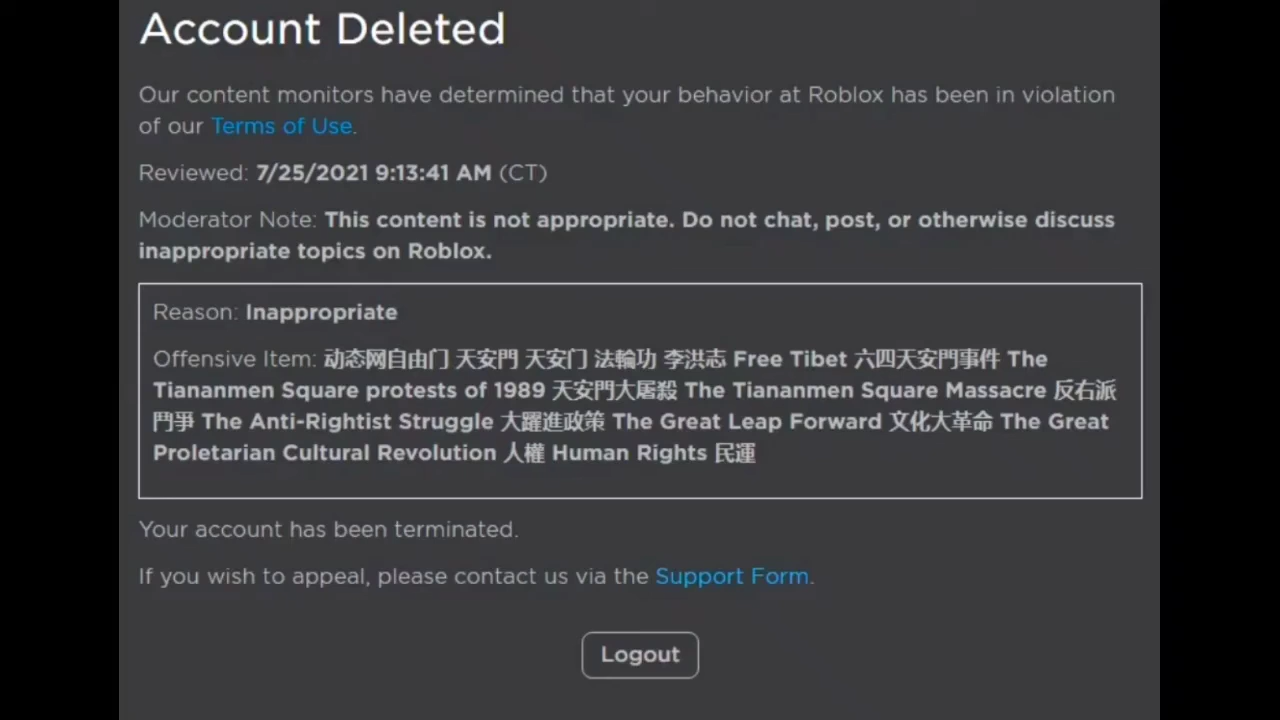 Account Deleted
Our content monitors have determined that your behavior at Roblox has been in violation
of our Terms of Use.
Reviewed: 7/25/2021 9:13:41 AM (CT)
Moderator Note: This content is not appropriate. Do not chat, post, or otherwise discuss
inappropriate topics on Roblox.
Reason: Inappropriate
Offensive Item: 动态网自由门 天安門 天安门 法輪功 李洪志 Free Tibet 六四天安門事件 The
Tiananmen Square protests of 1989 天安門大屠殺 The Tiananmen Square Massacre 反右派
鬥爭 The Anti-Rightist Struggle 大躍進政策 The Great Leap Forward 文化大革命 The Great
Proletarian Cultural Revolution 人權 Human Rights 民運
Your account has been terminated.
If you wish to appeal, please contact us via the Support Form.
Logout